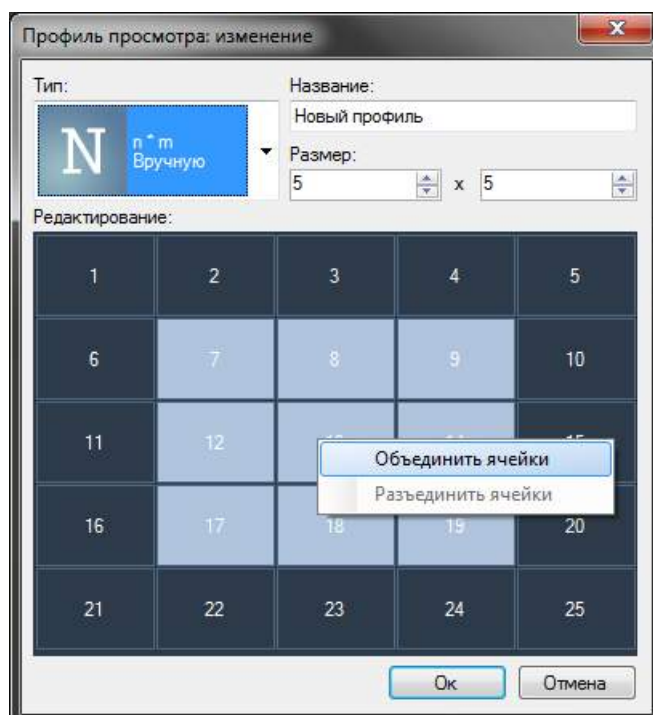 Профиль просмотра: изменение
Тип:
Название:
N
n * m
Вручную
Новый профиль
Размер:
5 x 5
Редактирование:
1 2 3 4 5
6 7 8 9 10
11 12
Объединить ячейки
Разъединить ячейки
16 17 18 19 20
21 22 23 24 25
Ок Отмена